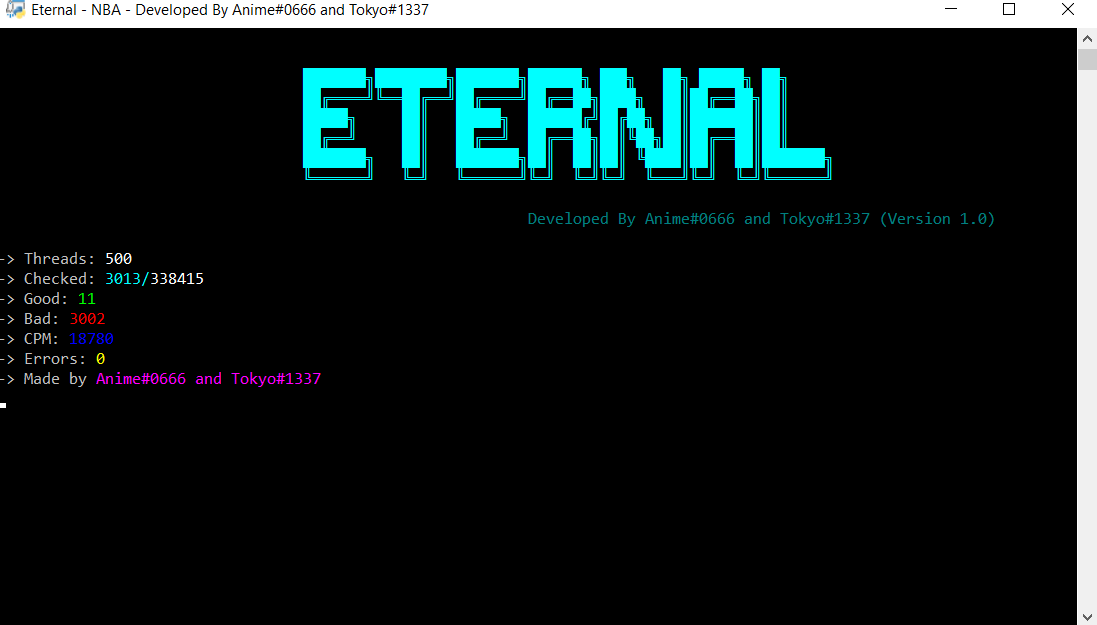 Eternal - NBA - Developed By Anime#0666 and Tokyo#1337
ETERNAL
Developed By Anime#0666 and Tokyo#1337 (Version 1.0)
-> Threads: 500
-> Checked: 3013/338415
-> Good: 11
-> Bad: 3002
-> CPM: 18780
-> Errors: 0
-> Made by Anime#0666 and Tokyo#1337